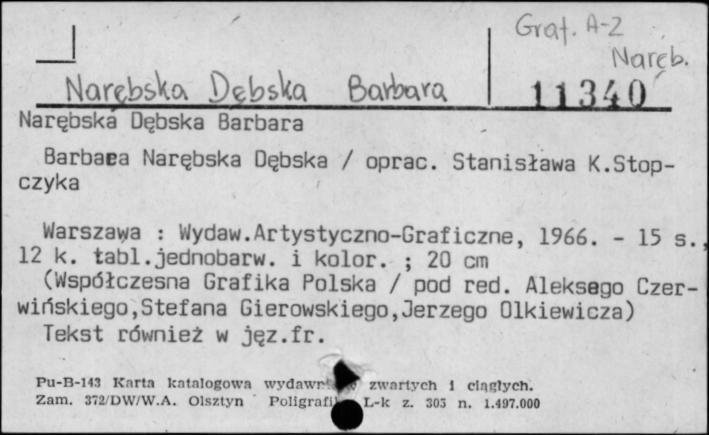 Graf. A-Z
Naręb.
Narębska Dębska Barbara
11340
Narębska Dębska Barbara
Barbara Narębska Dębska / oprac. Stanisława K.Stop-
czyka
Warszawa : Wydaw.Artystyczno-Graficzne, 1966. - 15 s.,
12 k. tabl.jednobarw. i kolor. ; 20 cm
(Współczesna Grafika Polska / pod red. Aleksego Czer-
wińskiego,Stefana Gierowskiego,Jerzego Olkiewicza)
Tekst również w jęz.fr.
Pu-B-143 Karta katalogowa zwartych i ciągłych.
Zam. 372/DW/W.A. Olsztyn L-k z. 305 n. 1.497.000